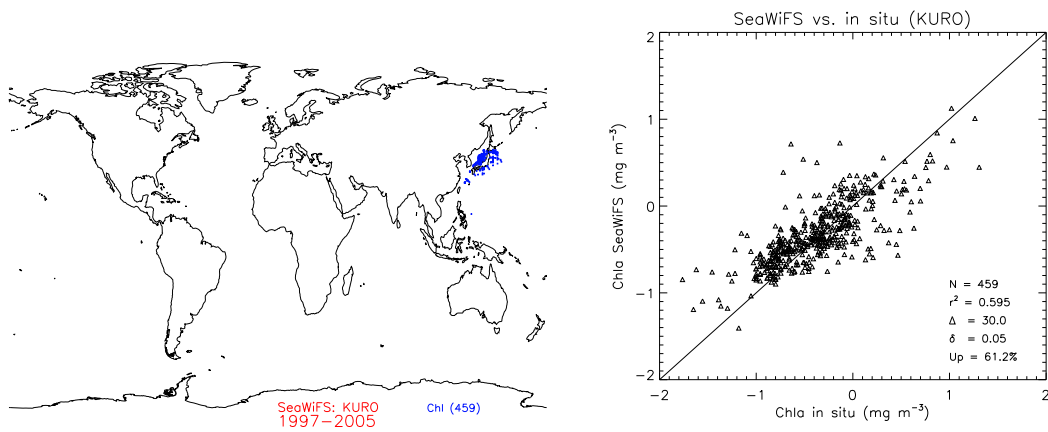 SeaWiFS: KURO
1997−2005
Chl (459)
SeaWiFS vs. in situ (KURO)
Chla SeaWiFS (mg m⁻³)
2
1
0
−1
−2
N = 459
r² = 0.595
Δ = 30.0
δ = 0.05
Up = 61.2%
−2 −1 0 1 2
Chla in situ (mg m⁻³)